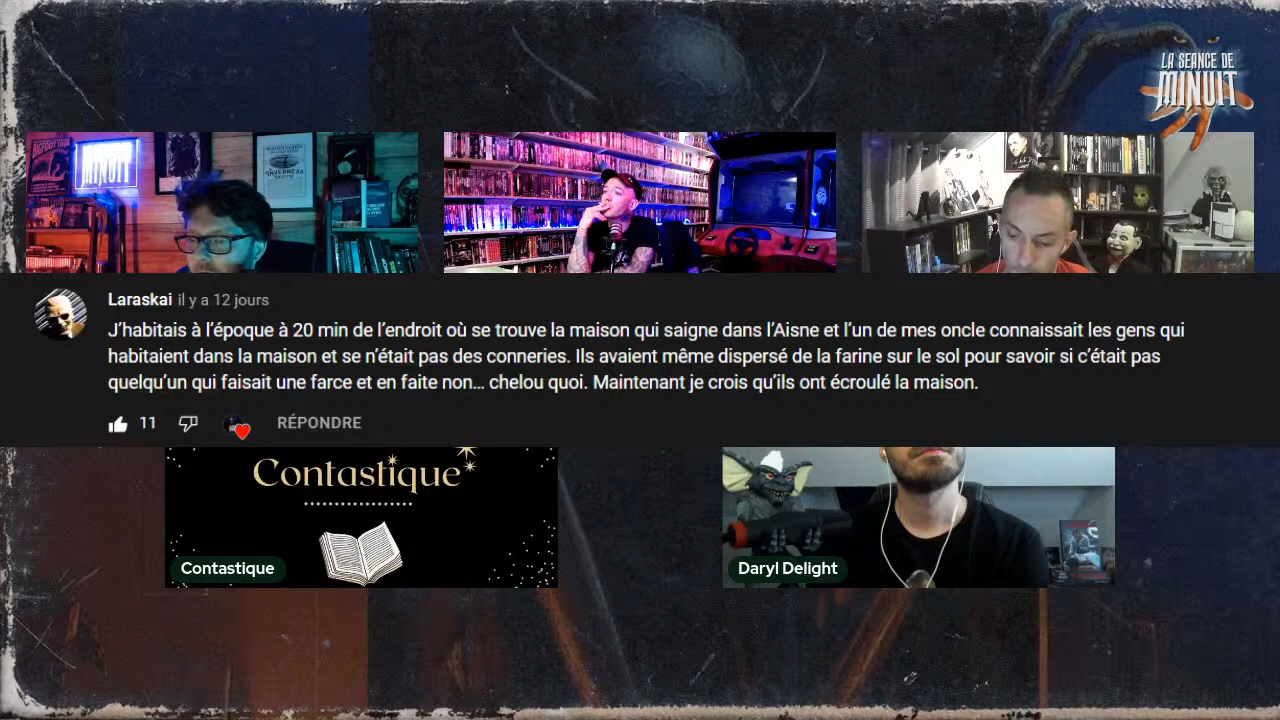 LA SEANCE DE
MINUIT
BIGFOOT
MINUIT
INVERNESS
Laraskai il y a 12 jours
J’habitais à l’époque à 20 min de l’endroit où se trouve la maison qui saigne dans l’Aisne et l’un de mes oncle connaissait les gens qui
habitaient dans la maison et se n’était pas des conneries. Ils avaient même dispersé de la farine sur le sol pour savoir si c’était pas
quelqu’un qui faisait une farce et en faite non... chelou quoi. Maintenant je crois qu’ils ont écroulé la maison.
11 RÉPONDRE
Contastique
Contastique
Daryl Delight